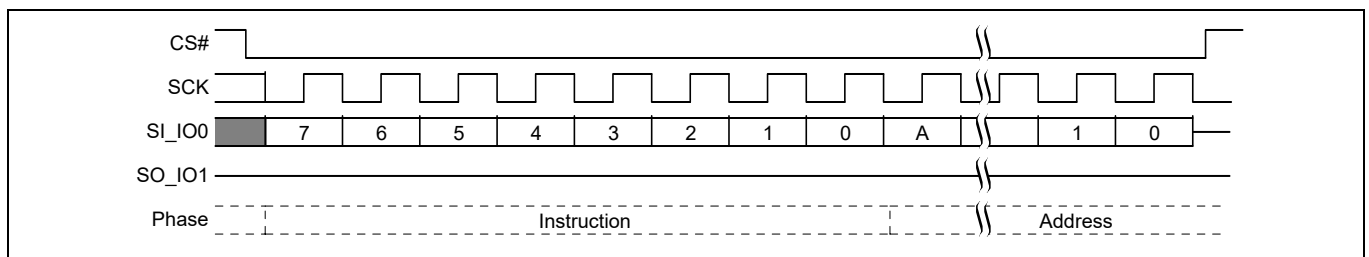 CS#
SCK
SI_IO0 7 6 5 4 3 2 1 0 A 1 0
SO_IO1
Phase Instruction Address